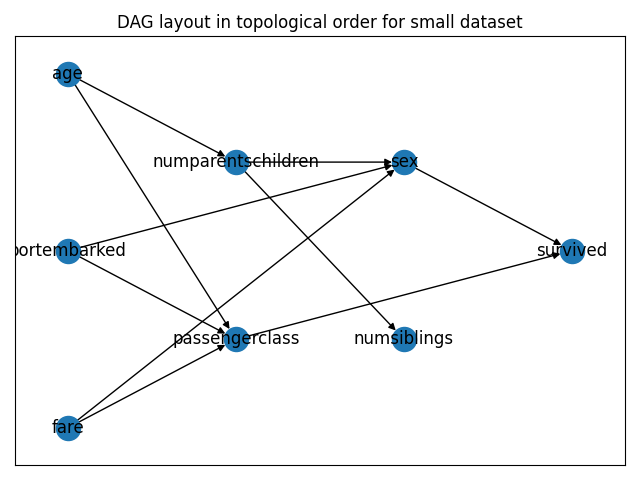 DAG layout in topological order for small dataset
age
numparentschildren
sex
portembarked
survived
passengerclass
numsiblings
fare